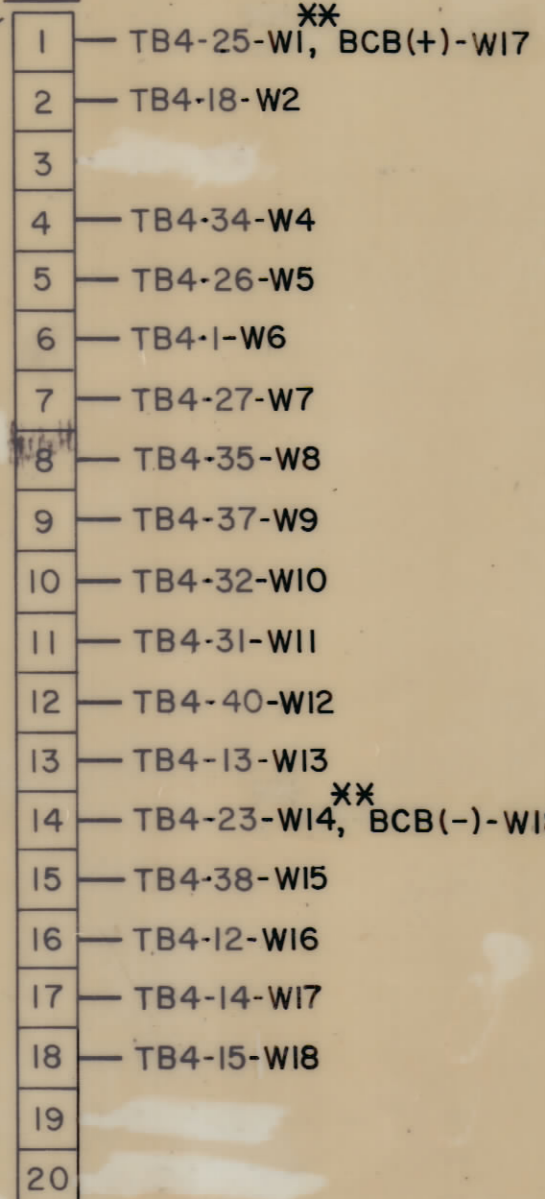 1 TB4-25-W1, ** BCB(+)-W17
2 TB4-18-W2
3
4 TB4-34-W4
5 TB4-26-W5
6 TB4-1-W6
7 TB4-27-W7
8 TB4-35-W8
9 TB4-37-W9
10 TB4-32-W10
11 TB4-31-W11
12 TB4-40-W12
13 TB4-13-W13
14 TB4-23-W14, ** BCB(-)-W1
15 TB4-38-W15
16 TB4-12-W16
17 TB4-14-W17
18 TB4-15-W18
19
20